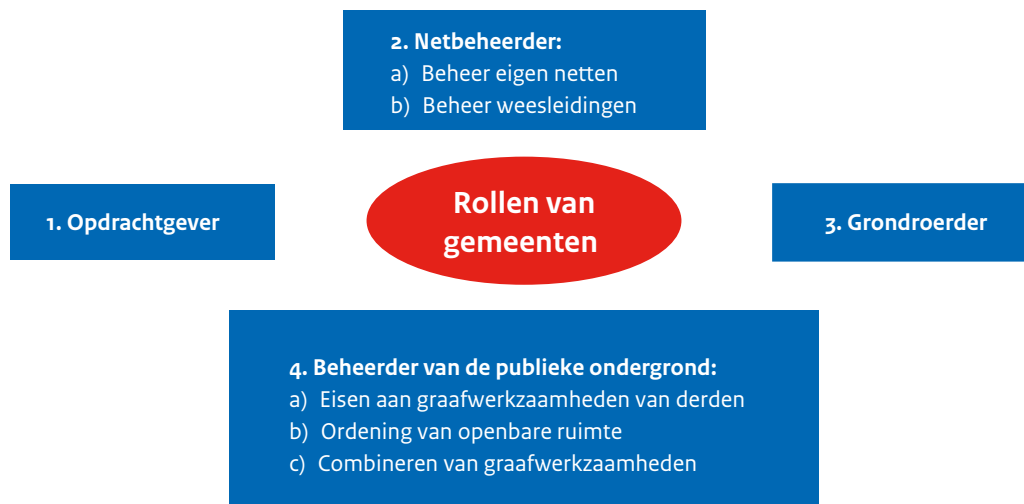 2. Netbeheerder:
a) Beheer eigen netten
b) Beheer weesleidingen
1. Opdrachtgever
Rollen van
gemeenten
3. Grondroerder
4. Beheerder van de publieke ondergrond:
a) Eisen aan graafwerkzaamheden van derden
b) Ordening van openbare ruimte
c) Combineren van graafwerkzaamheden